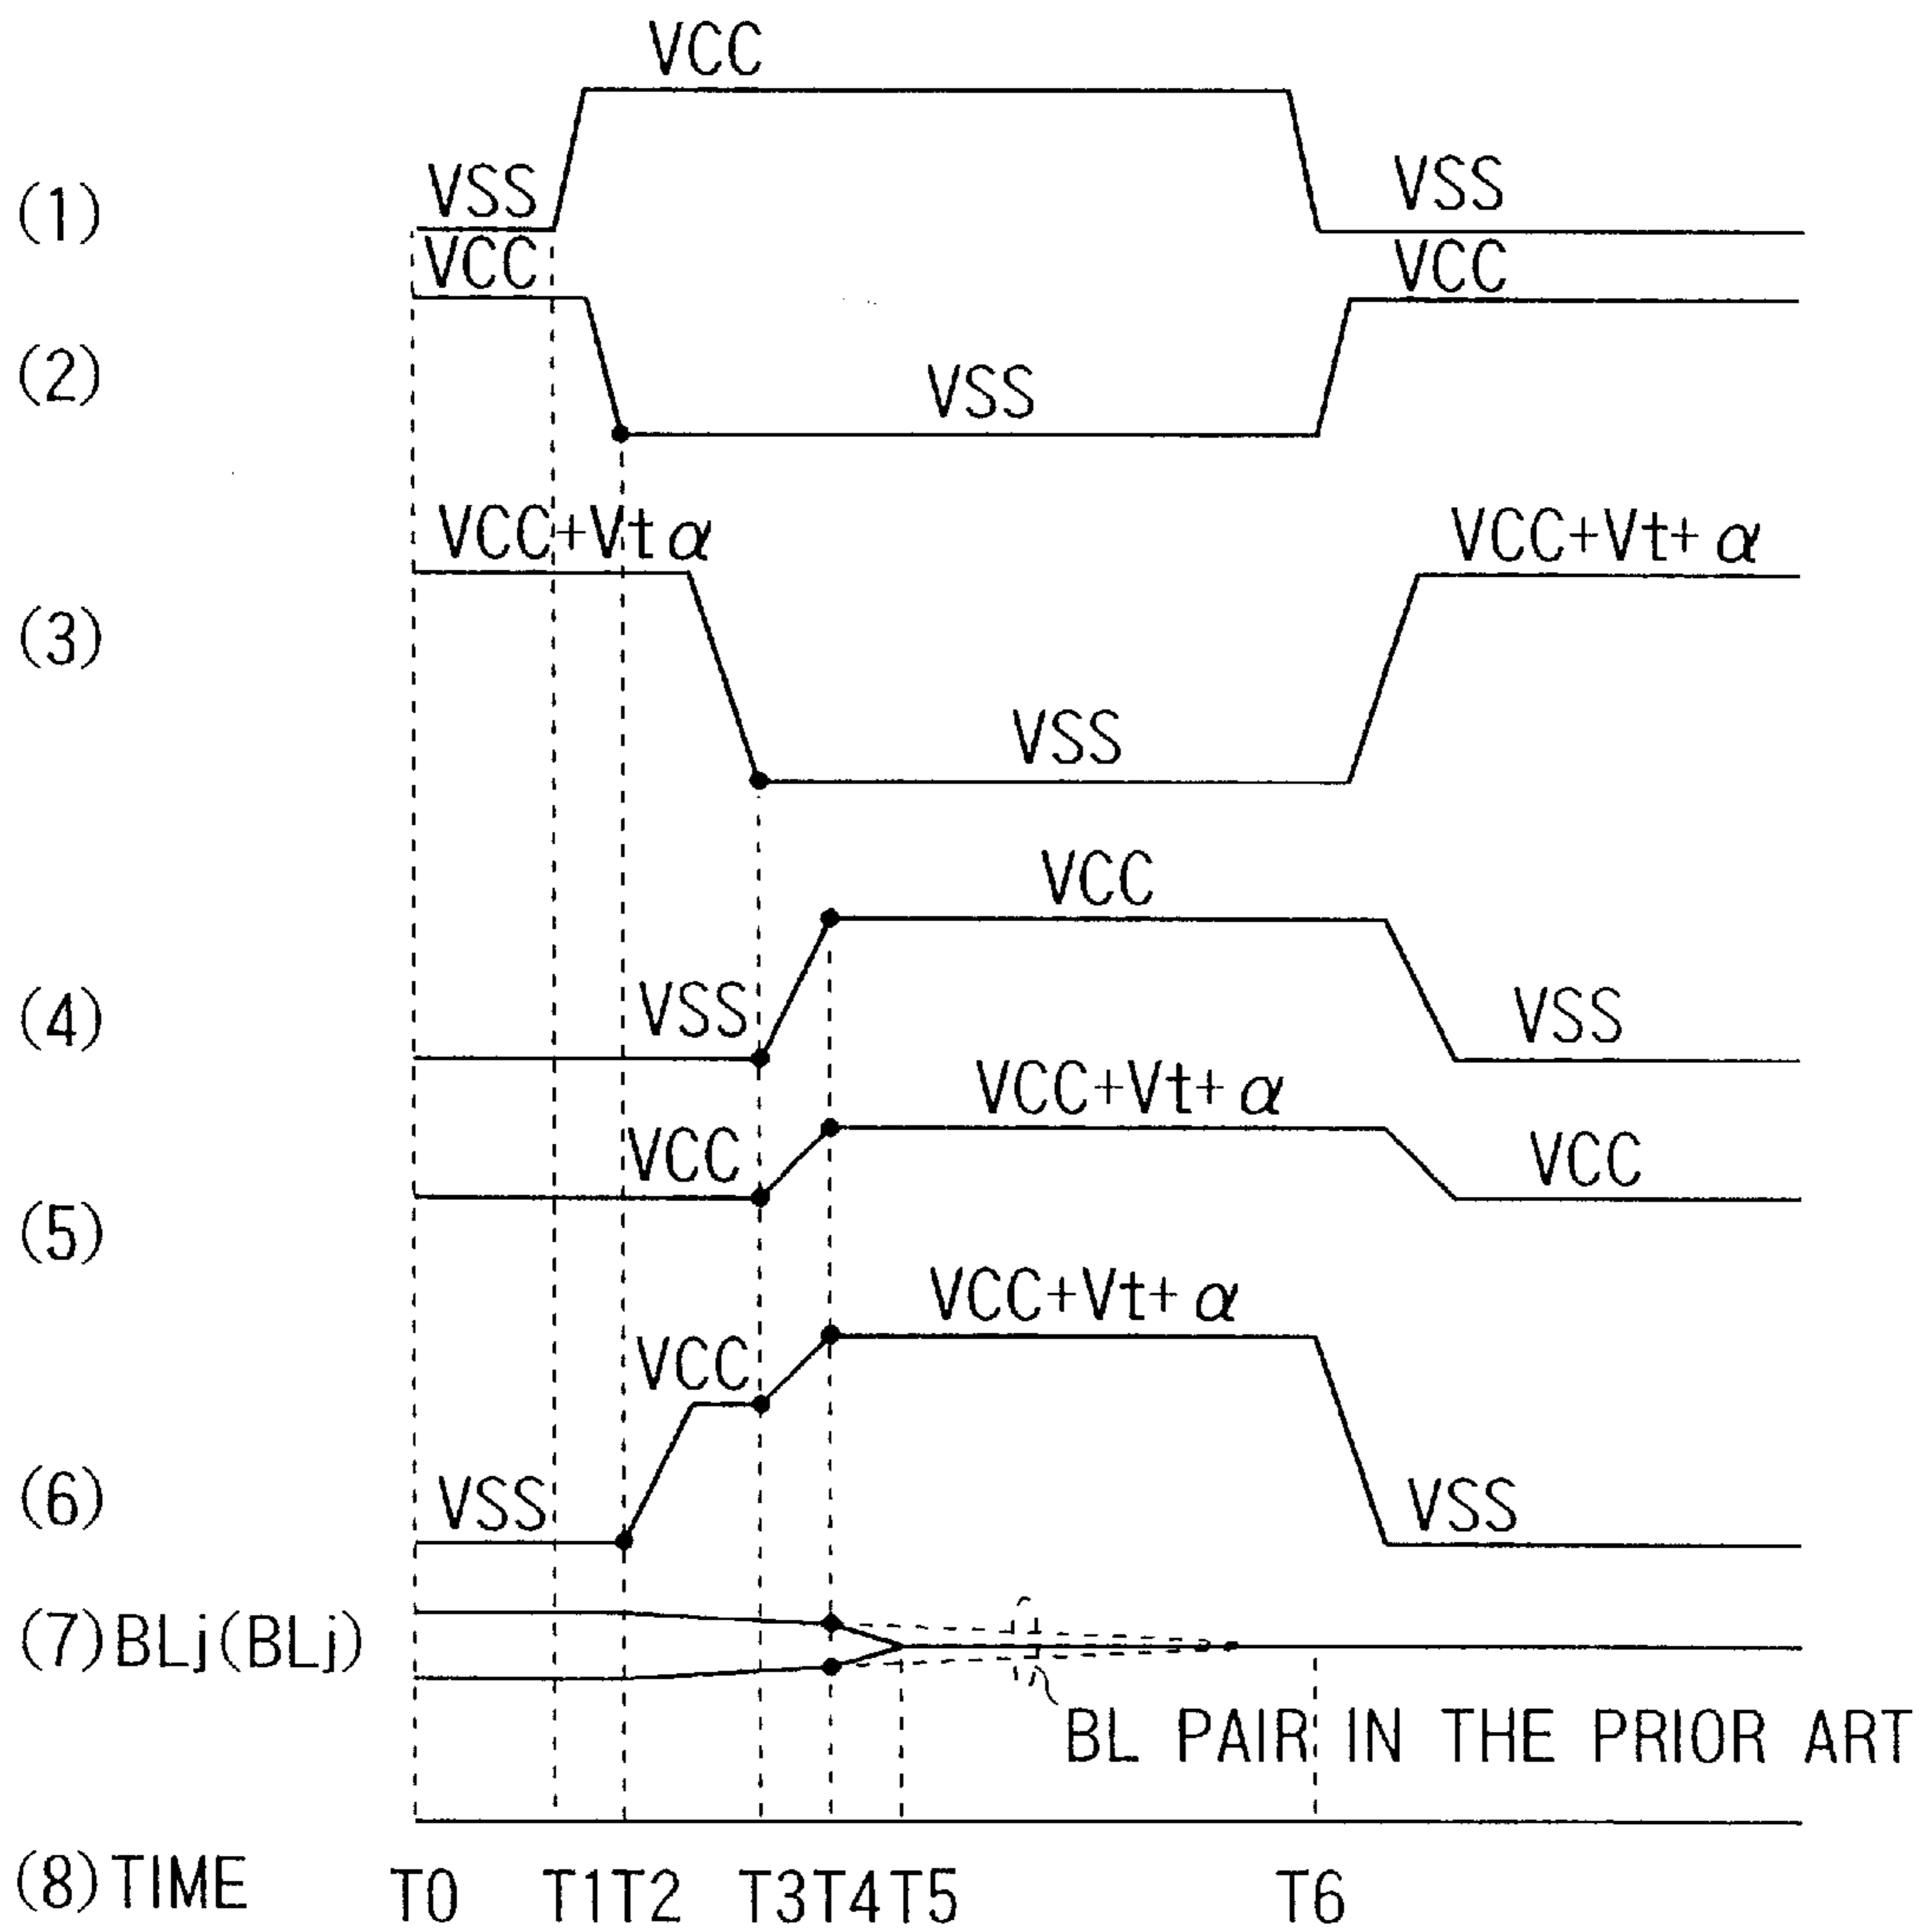 VCC
(1) VSS VSS
VCC VCC
(2) VSS
VCC+Vtα VCC+Vt+α
(3) VSS
VCC
(4) VSS VSS
VCC+Vt+α
VCC VCC
(5)
VCC+Vt+α
VCC
(6) VSS VSS
(7)BLj(BLj)
BL PAIR IN THE PRIOR ART
(8)TIME T0 T1T2 T3T4T5 T6